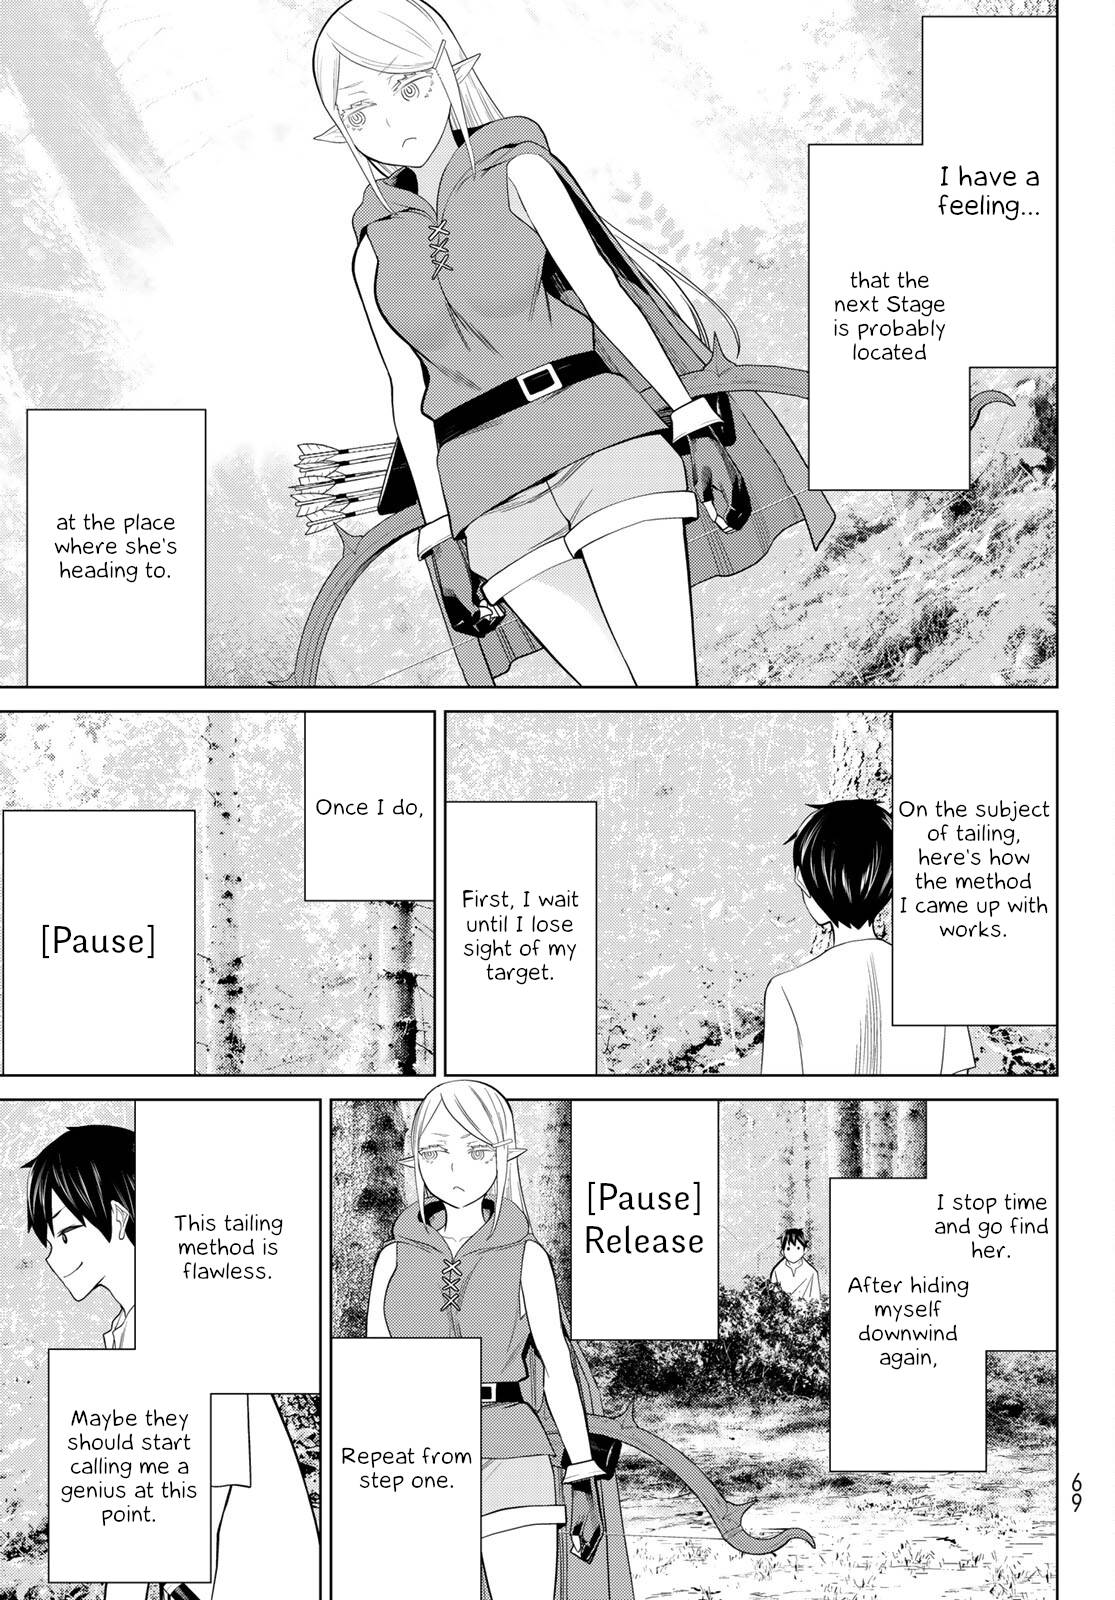 I have a
feeling...
that the
next Stage
is probably
located
at the place
where she's
heading to.
On the subject
of tailing,
here's how
the method
I came up with
works.
First, I wait
until I lose
sight of my
target.
Once I do,
[Pause]
I stop time
and go find
her.
After hiding
myself
downwind
again,
[Pause]
Release
Repeat from
step one.
This tailing
method is
flawless.
Maybe they
should start
calling me a
genius at this
point.
69